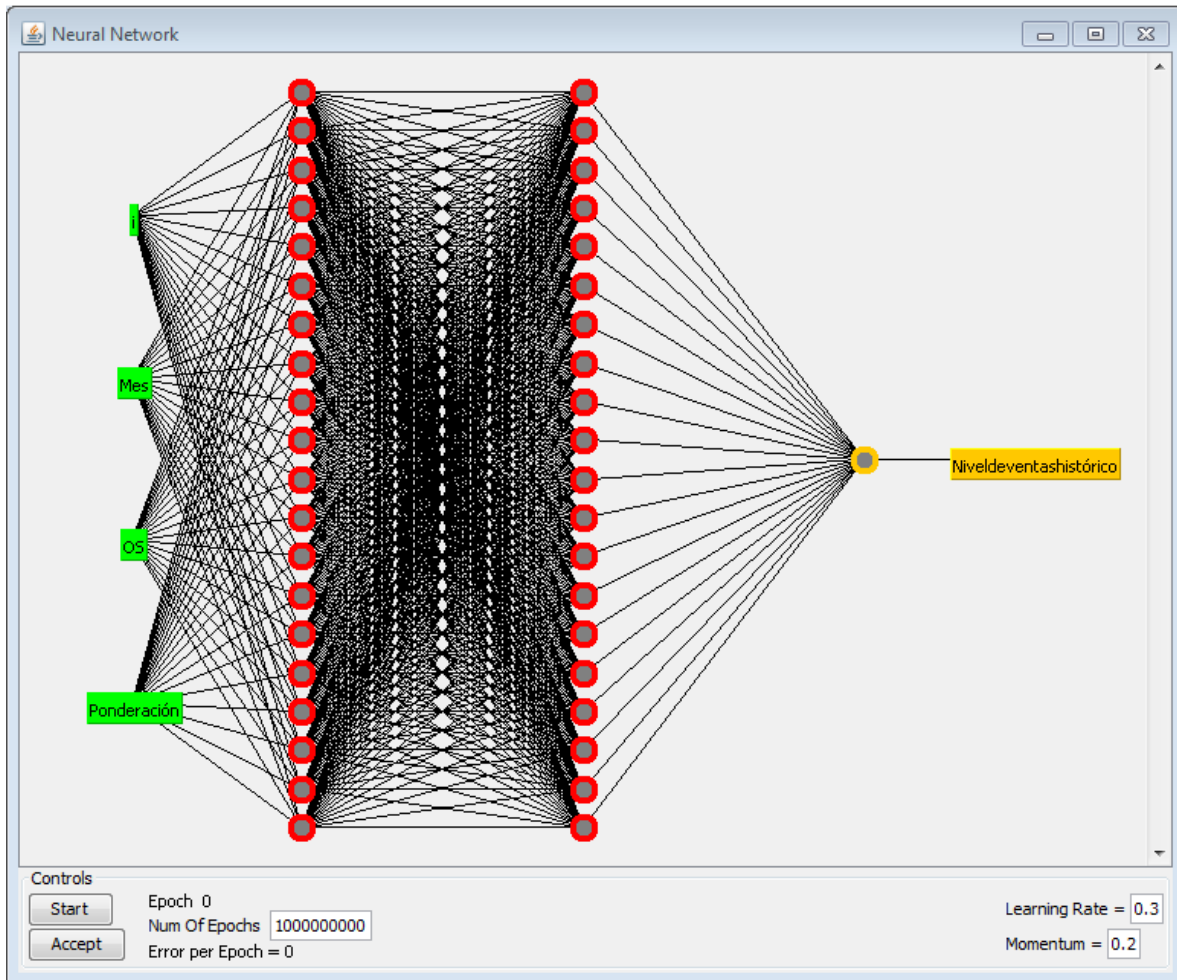 Neural Network
i
Mes
OS
Ponderación
Niveldeventashistórico
Controls
Start
Accept
Epoch 0
Num Of Epochs 1000000000
Error per Epoch = 0
Learning Rate = 0.3
Momentum = 0.2